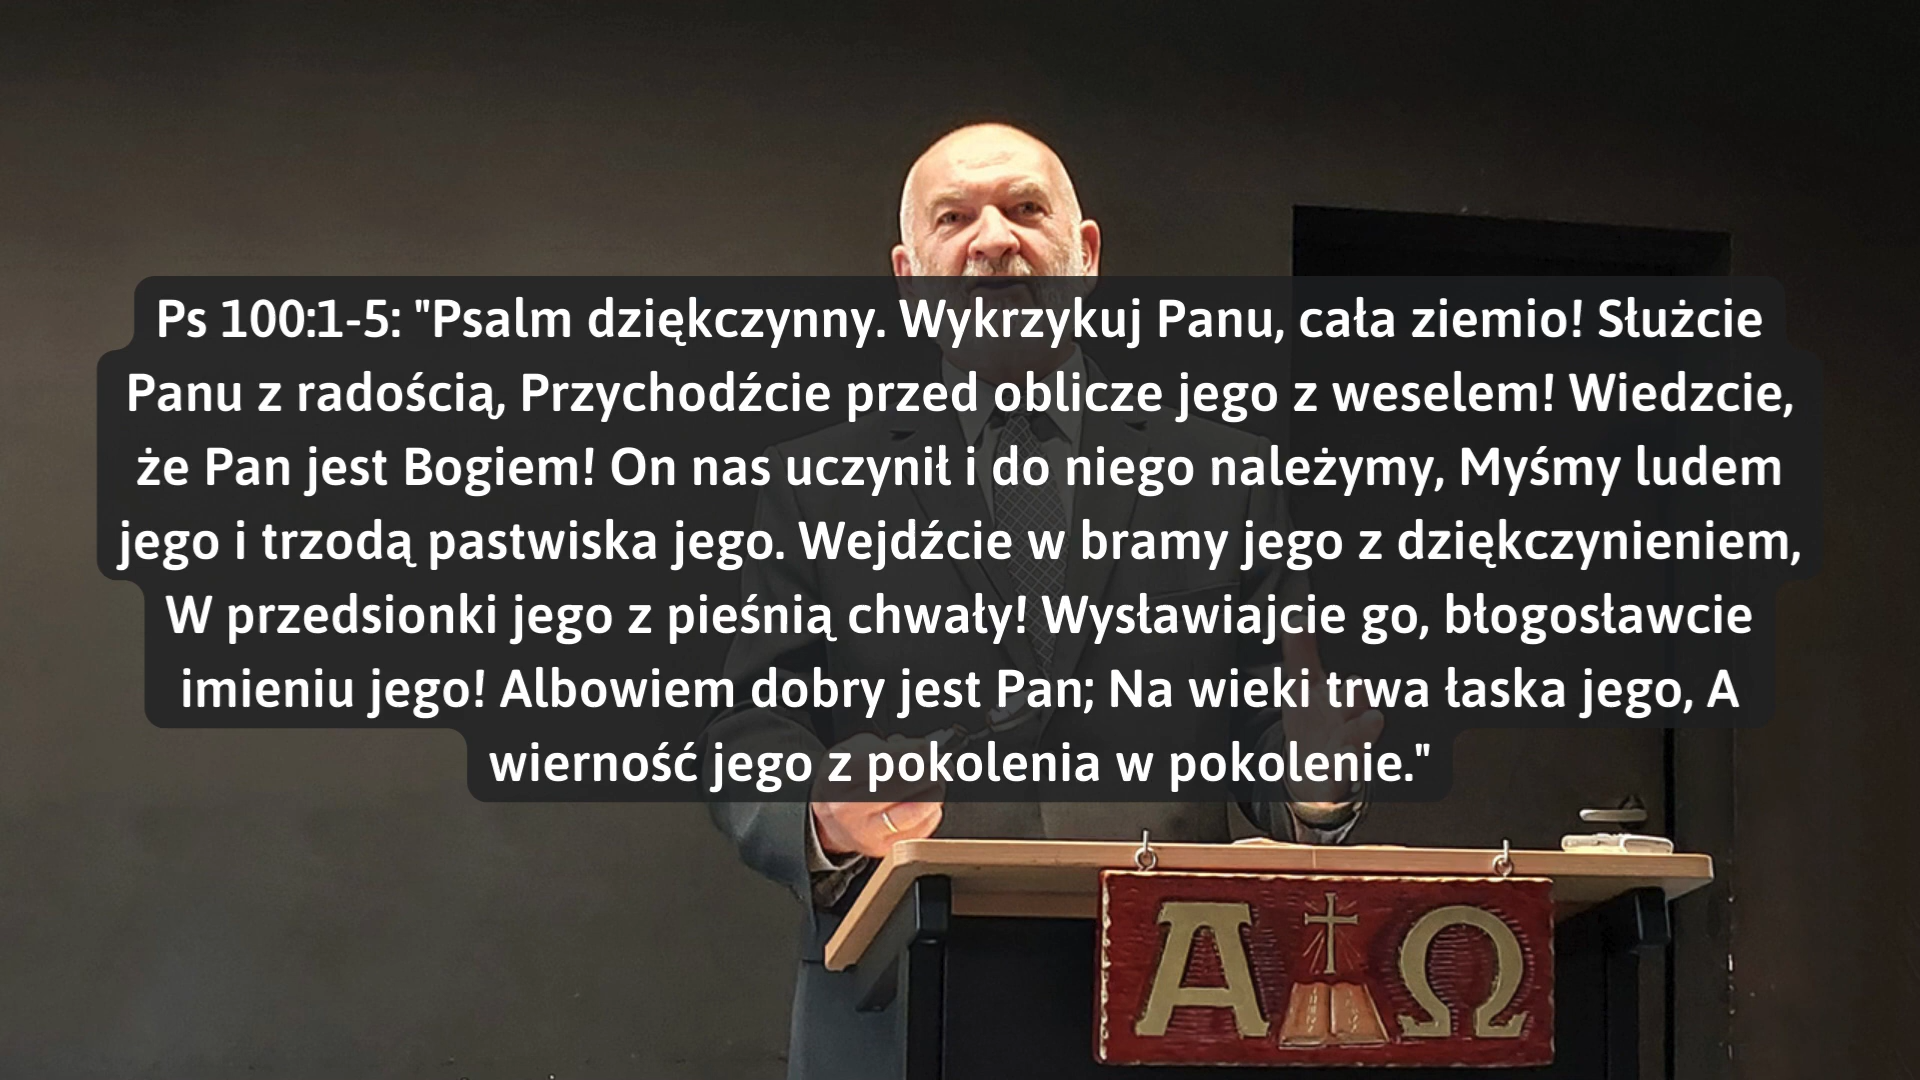 Ps 100:1-5: "Psalm dziękczynny. Wykrzykuj Panu, cała ziemio! Służcie
Panu z radością, Przychodźcie przed oblicze jego z weselem! Wiedzcie,
że Pan jest Bogiem! On nas uczynił i do niego należymy, Myśmy ludem
jego i trzodą pastwiska jego. Wejdźcie w bramy jego z dziękczynieniem,
W przedsionki jego z pieśnią chwały! Wysławiajcie go, błogosławcie
imieniu jego! Albowiem dobry jest Pan; Na wieki trwa łaska jego, A
wierność jego z pokolenia w pokolenie."
Α Ω